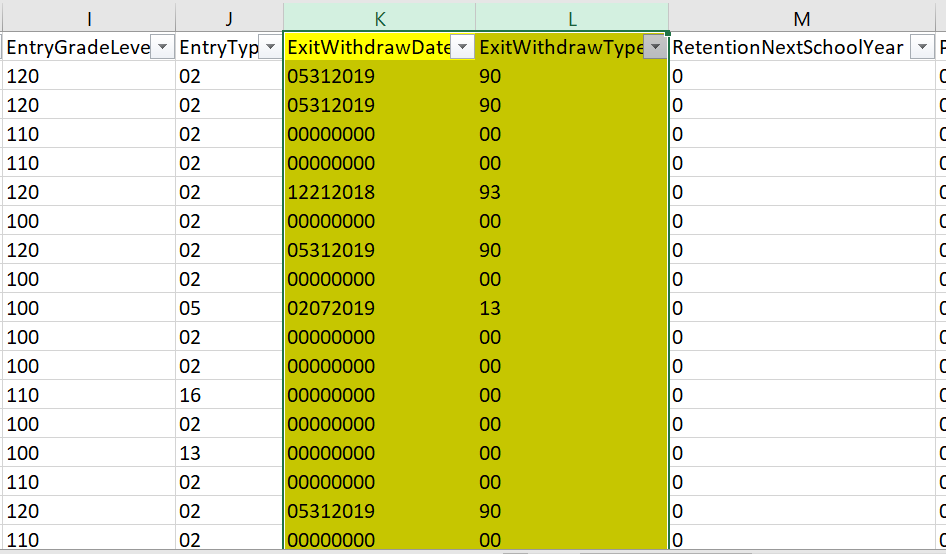 I J K L M
EntryGradeLeve EntryTyp ExitWithdrawDate ExitWithdrawType RetentionNextSchoolYear
120 02 05312019 90 0
120 02 05312019 90 0
110 02 00000000 00 0
110 02 00000000 00 0
120 02 12212018 93 0
100 02 00000000 00 0
120 02 05312019 90 0
100 02 00000000 00 0
100 05 02072019 13 0
100 02 00000000 00 0
100 02 00000000 00 0
110 16 00000000 00 0
100 02 00000000 00 0
100 13 00000000 00 0
110 02 00000000 00 0
120 02 05312019 90 0
110 02 00000000 00 0